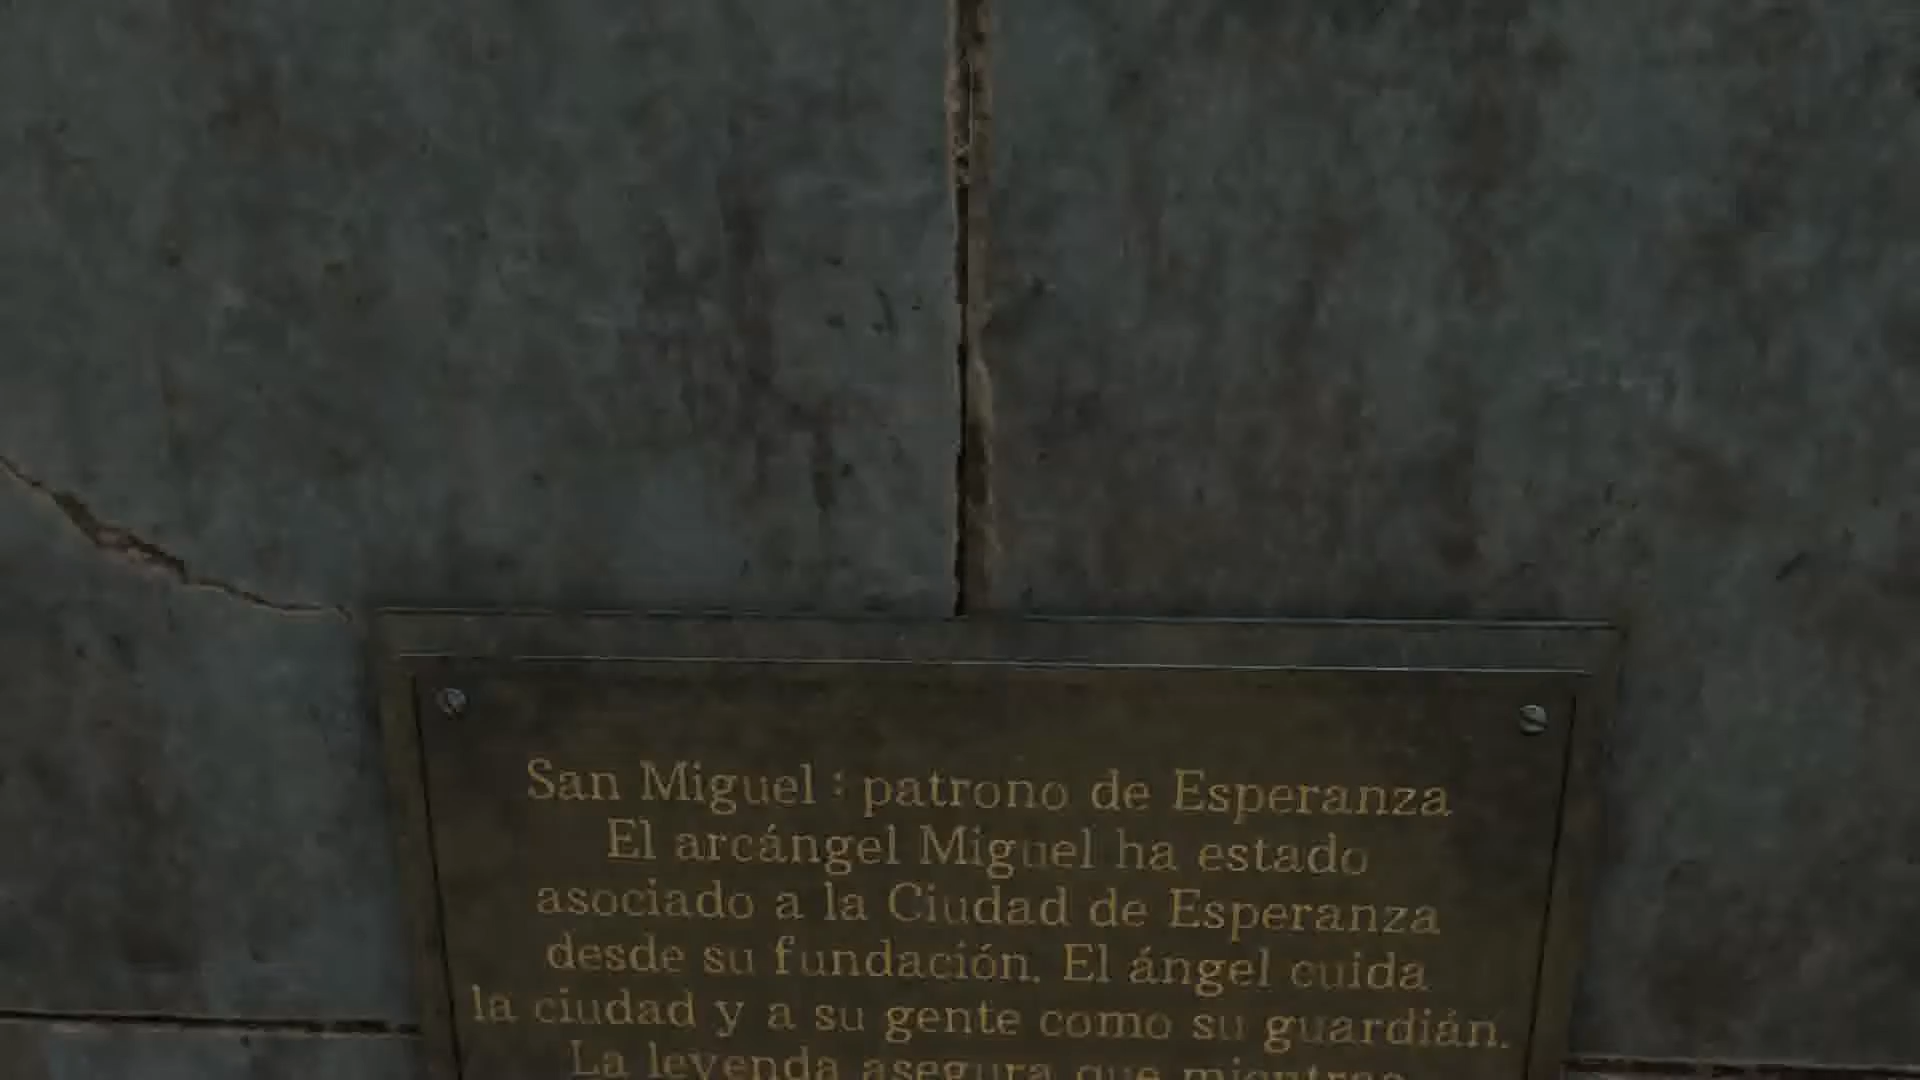 San Miguel : patrono de Esperanza
El arcángel Miguel ha estado
asociado a la Ciudad de Esperanza
desde su fundación. El ángel cuida
la ciudad y a su gente como su guardián.
La leyenda asegura que mientras